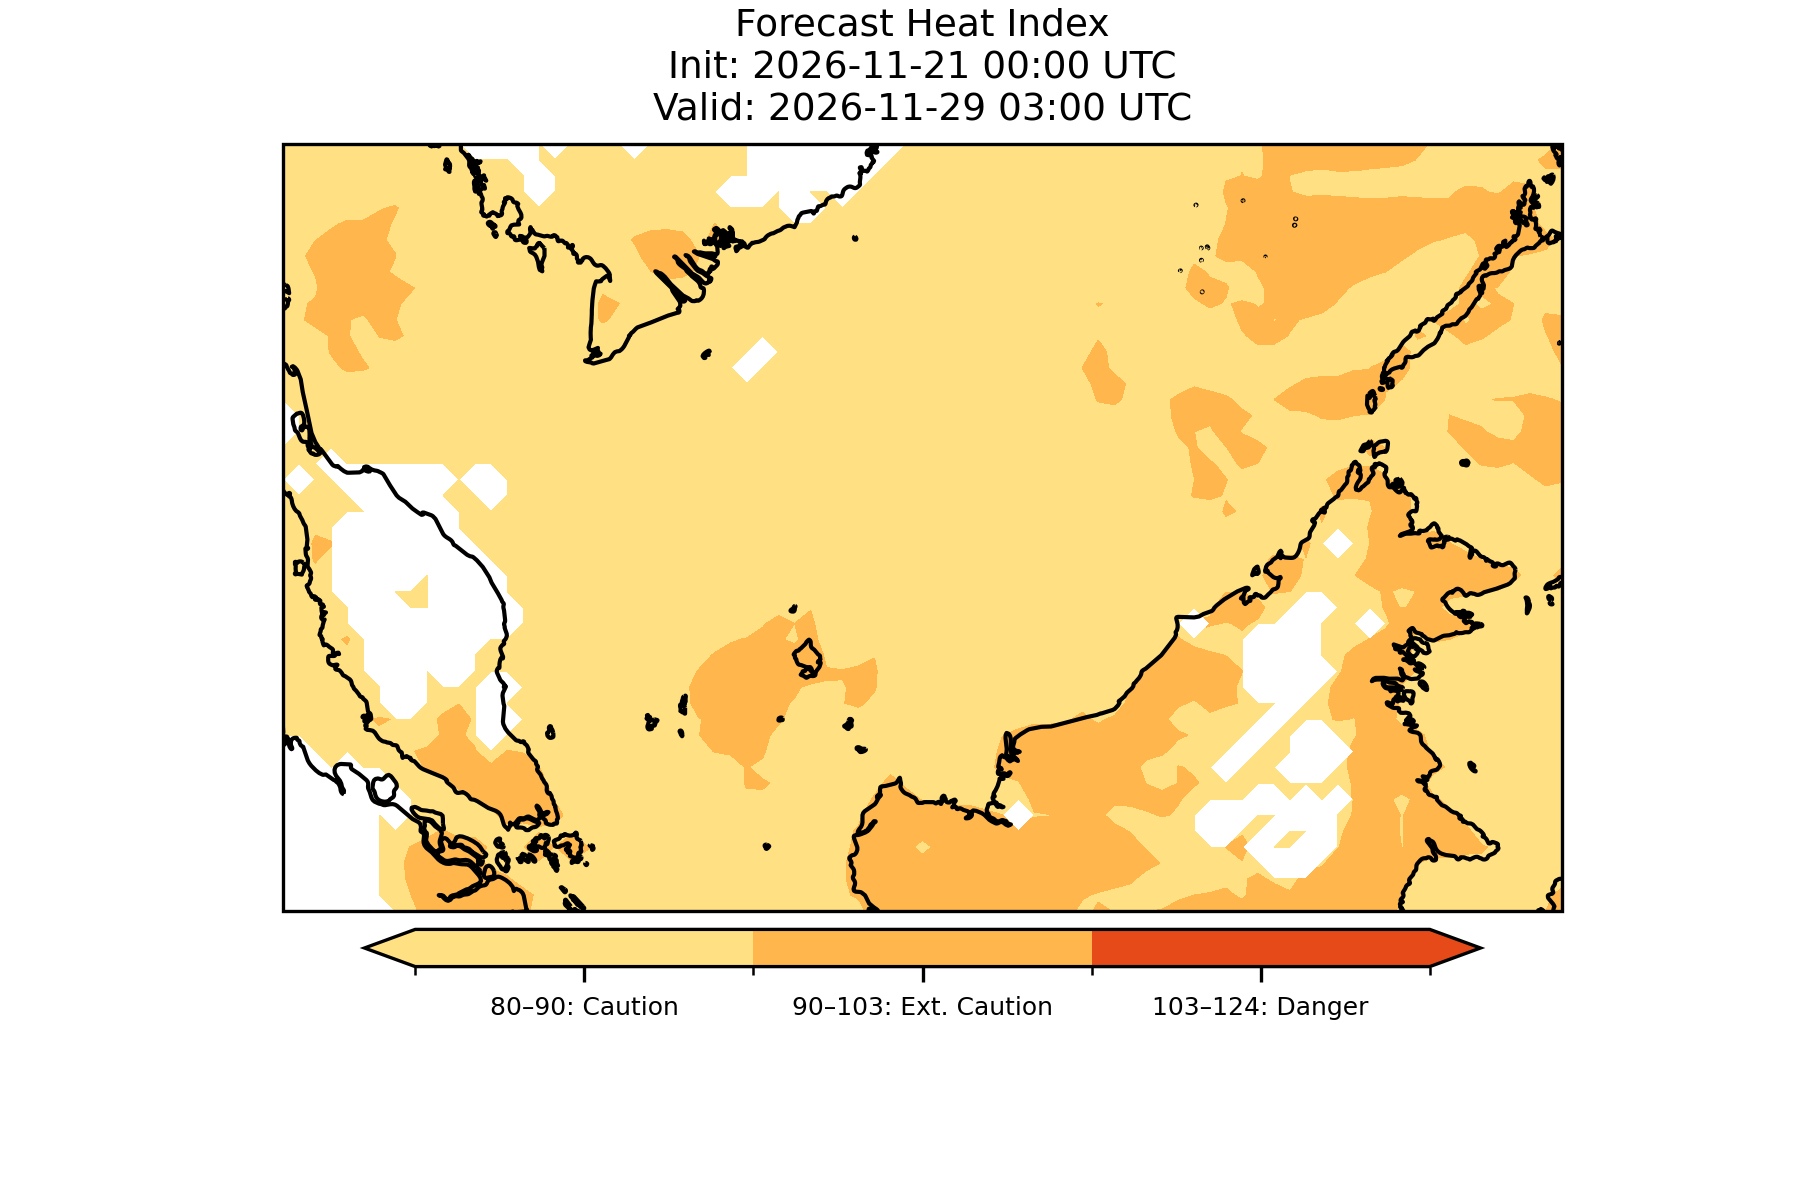 Forecast Heat Index
Init: 2026-11-21 00:00 UTC
Valid: 2026-11-29 03:00 UTC
80–90: Caution
90–103: Ext. Caution
103–124: Danger